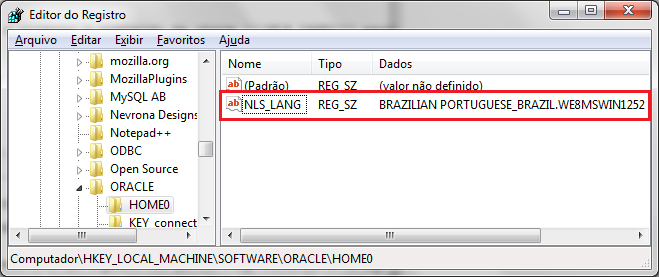 Editor do Registro
Arquivo Editar Exibir Favoritos Ajuda
mozilla.org
MozillaPlugins
MySQL AB
Nevrona Designs
Notepad++
ODBC
Open Source
ORACLE
HOME0
KEY_connect
Nome Tipo Dados
(Padrão) REG_SZ (valor não definido)
NLS_LANG REG_SZ BRAZILIAN PORTUGUESE_BRAZIL.WE8MSWIN1252
Computador\HKEY_LOCAL_MACHINE\SOFTWARE\ORACLE\HOME0